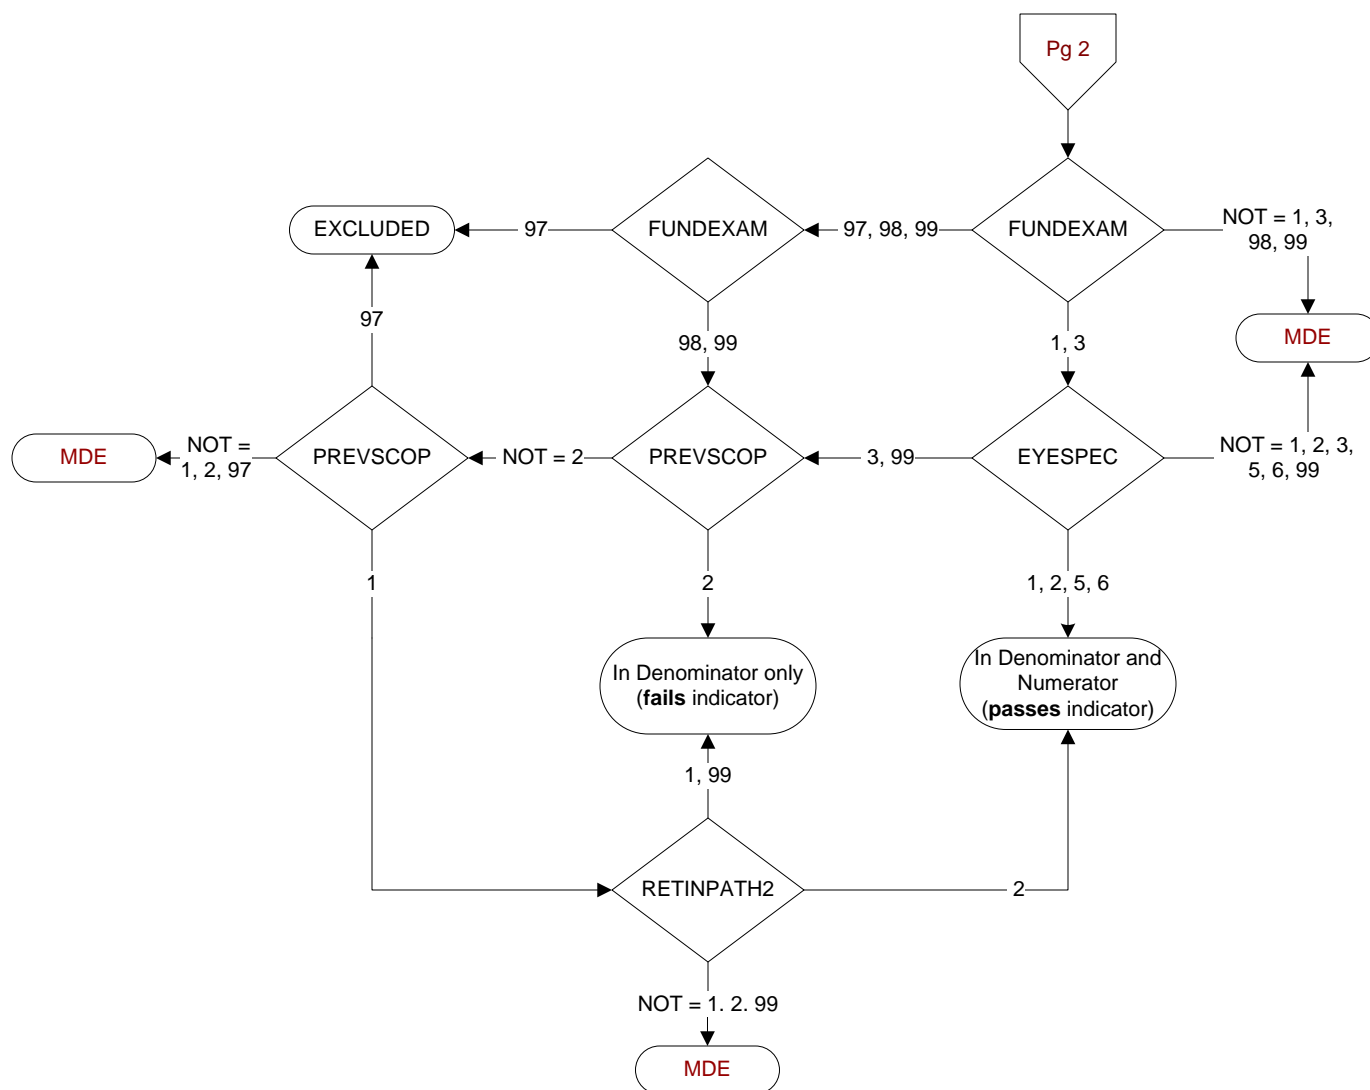 Pg 2
EXCLUDED
97
FUNDEXAM
97, 98, 99
FUNDEXAM
NOT = 1, 3,
98, 99
97
98, 99
1, 3
MDE
MDE
NOT =
1, 2, 97
PREVSCOP
NOT = 2
PREVSCOP
3, 99
EYESPEC
NOT = 1, 2, 3,
5, 6, 99
1
2
1, 2, 5, 6
In Denominator only
(fails indicator)
In Denominator and
Numerator
(passes indicator)
1, 99
RETINPATH2
2
NOT = 1. 2. 99
MDE